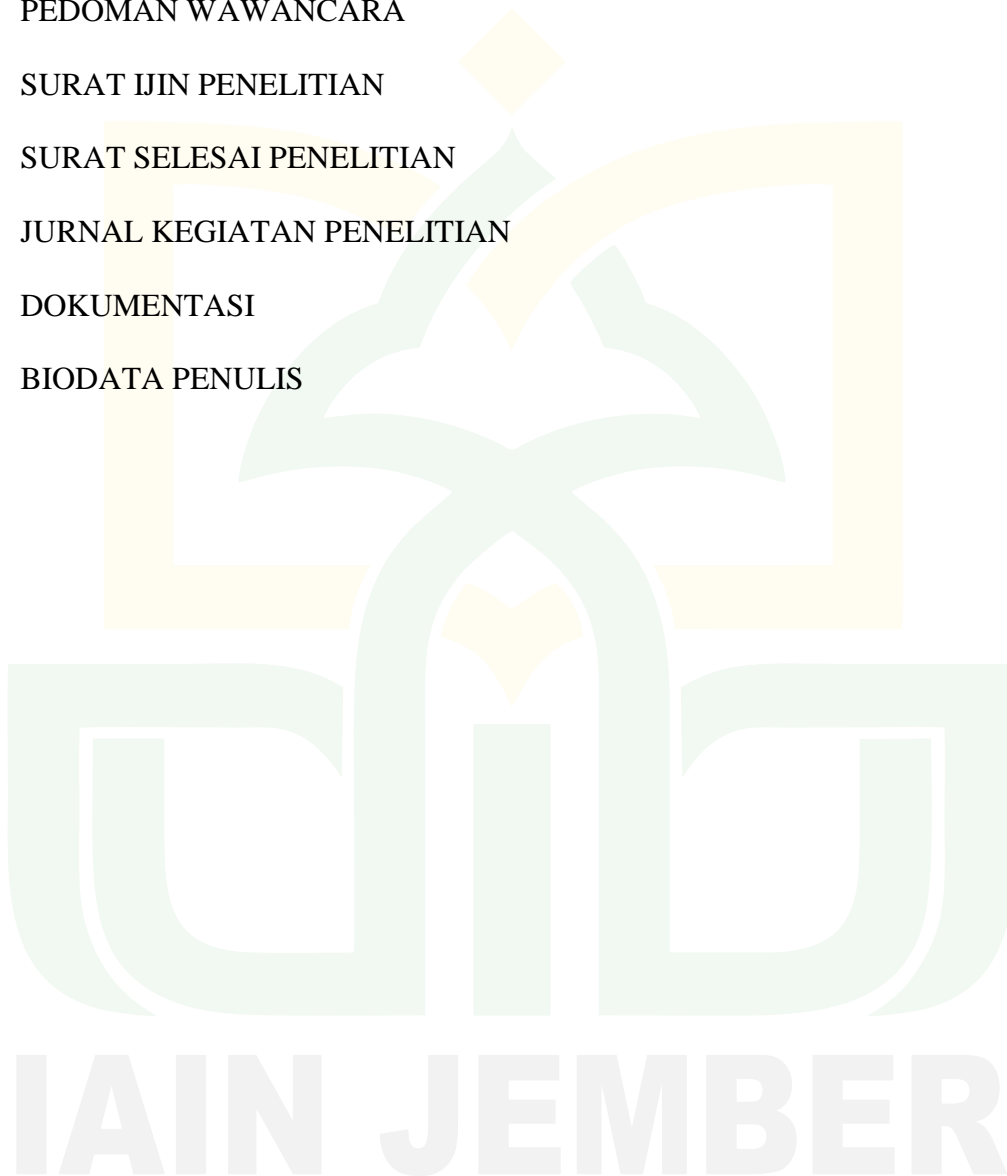 PEDOMAN WAWANCARA
SURAT IJIN PENELITIAN
SURAT SELESAI PENELITIAN
JURNAL KEGIATAN PENELITIAN
DOKUMENTASI
BIODATA PENULIS
IAIN JEMBER